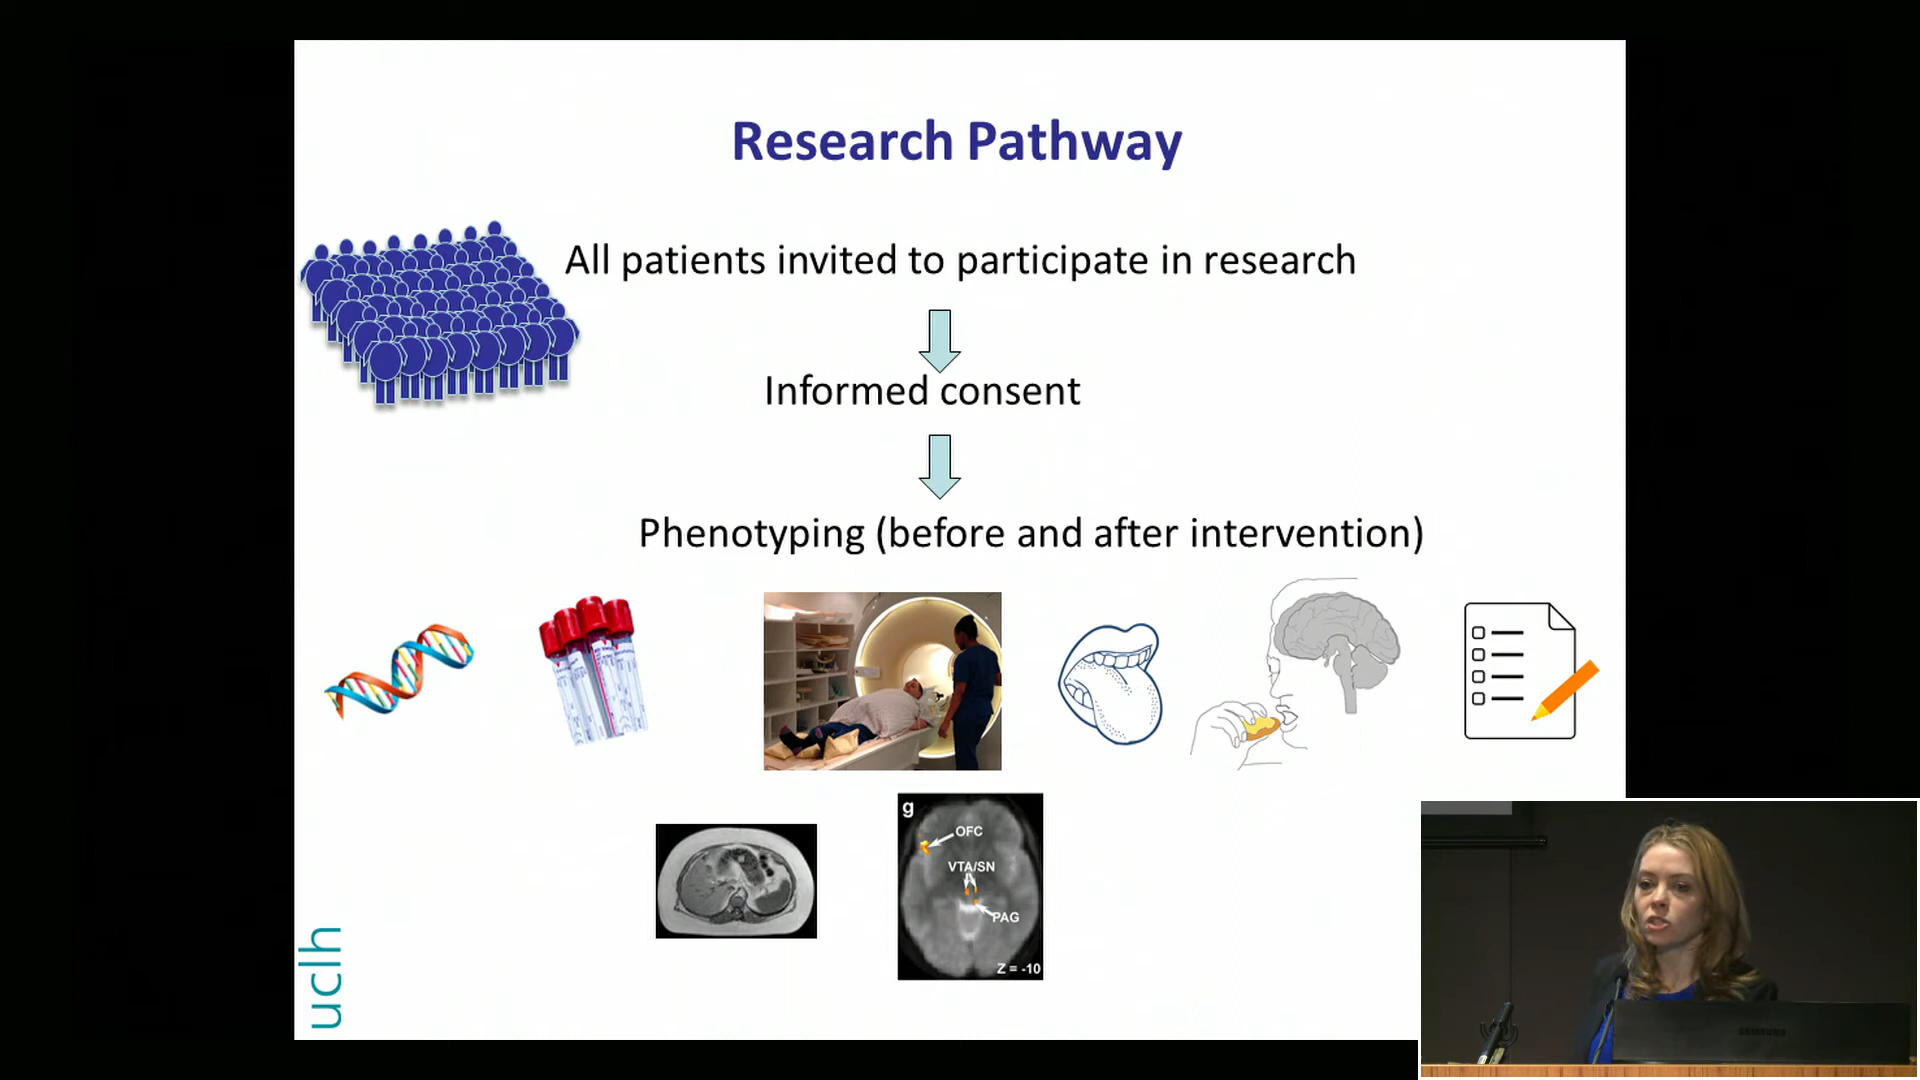 Research Pathway
All patients invited to participate in research
Informed consent
Phenotyping (before and after intervention)
g
OFC
VTA/SN
PAG
Z = -10
uclh
SAMSUNG